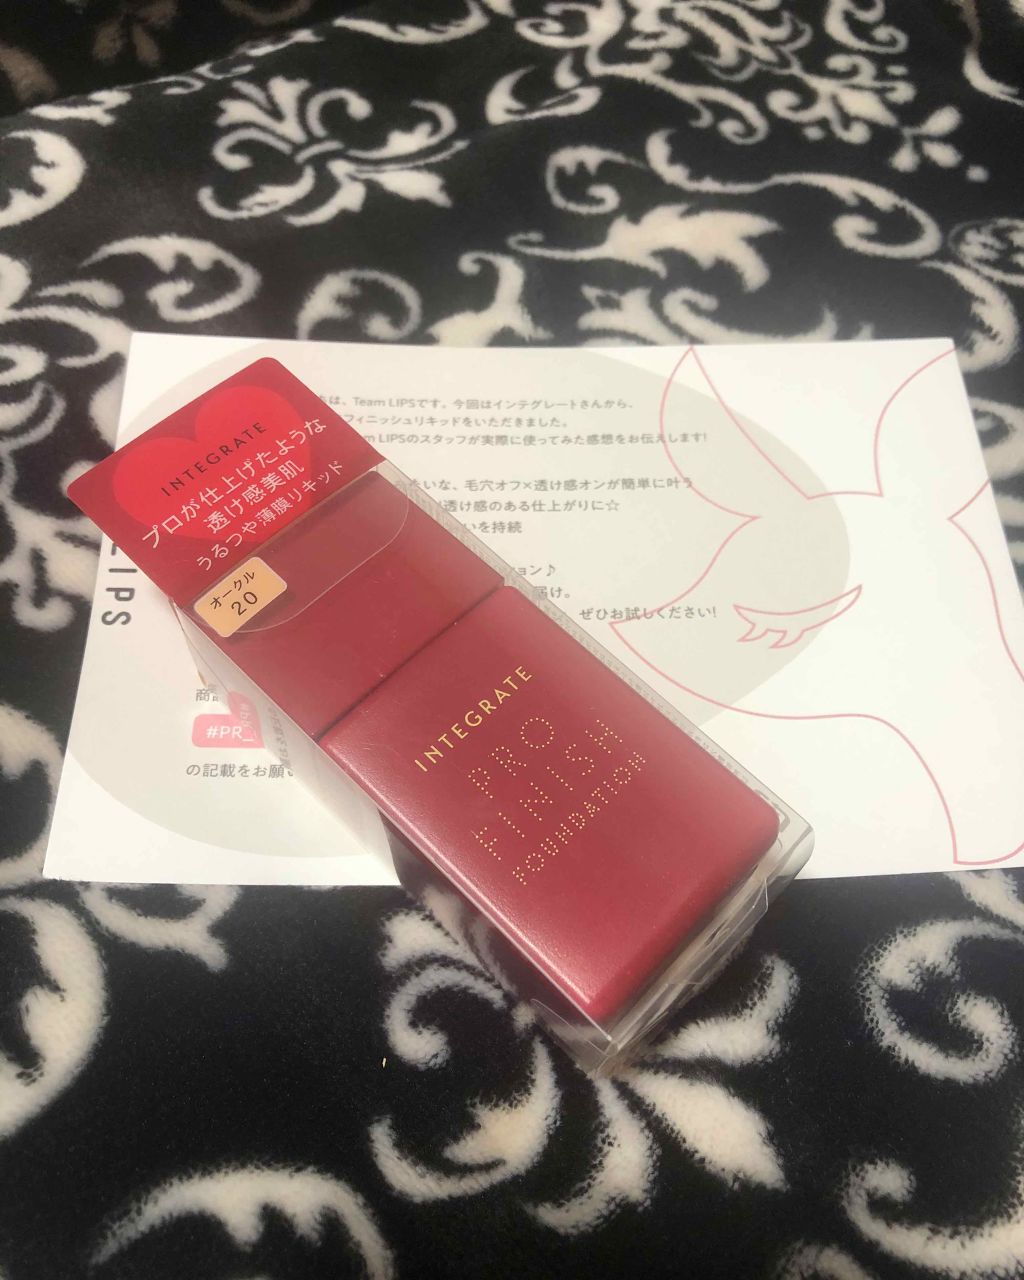 INTEGRATE
プロが仕上げたような
透け感美肌
うるつや薄膜リキッド
オークル
20
INTEGRATE
PRO
FINISH
FOUNDATION
は、Team LIPSです。今回はインテグレートさんから、
フィニッシュリキッドをいただきました。
LIPSのスタッフが実際に使ってみた感想をお伝えします!
みたいな、毛穴オフ×透け感オンが簡単に叶う
透け感のある仕上がりに☆
いを持続
ション♪
届け。
ぜひお試しください!
LIPS
商
#PR_
の記載をお願